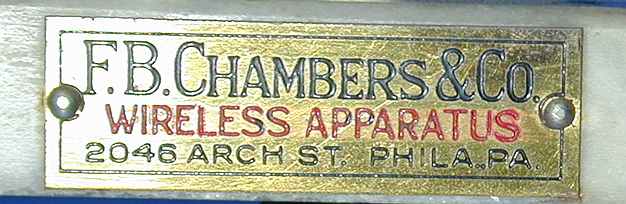 F.B. CHAMBERS & CO.
WIRELESS APPARATUS
2046 ARCH ST. PHILA., PA.